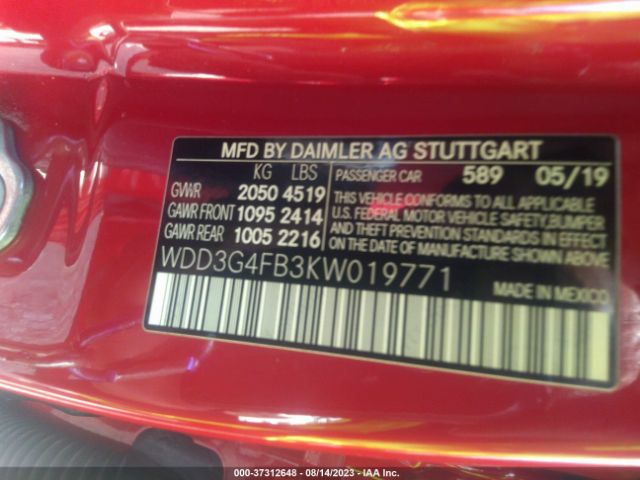 MFD BY DAIMLER AG STUTTGART
KG LBS
GVWR 2050 4519
GAWR FRONT 1095 2414
GAWR REAR 1005 2216
PASSENGER CAR 589 05/19
THIS VEHICLE CONFORMS TO ALL APPLICABLE
U.S. FEDERAL MOTOR VEHICLE SAFETY, BUMPER
AND THEFT PREVENTION STANDARDS IN EFFECT
ON THE DATE OF MANUFACTURE SHOWN ABOVE
WDD3G4FB3KW019771
MADE IN MEXICO
000-37312648 - 08/14/2023 - IAA Inc.